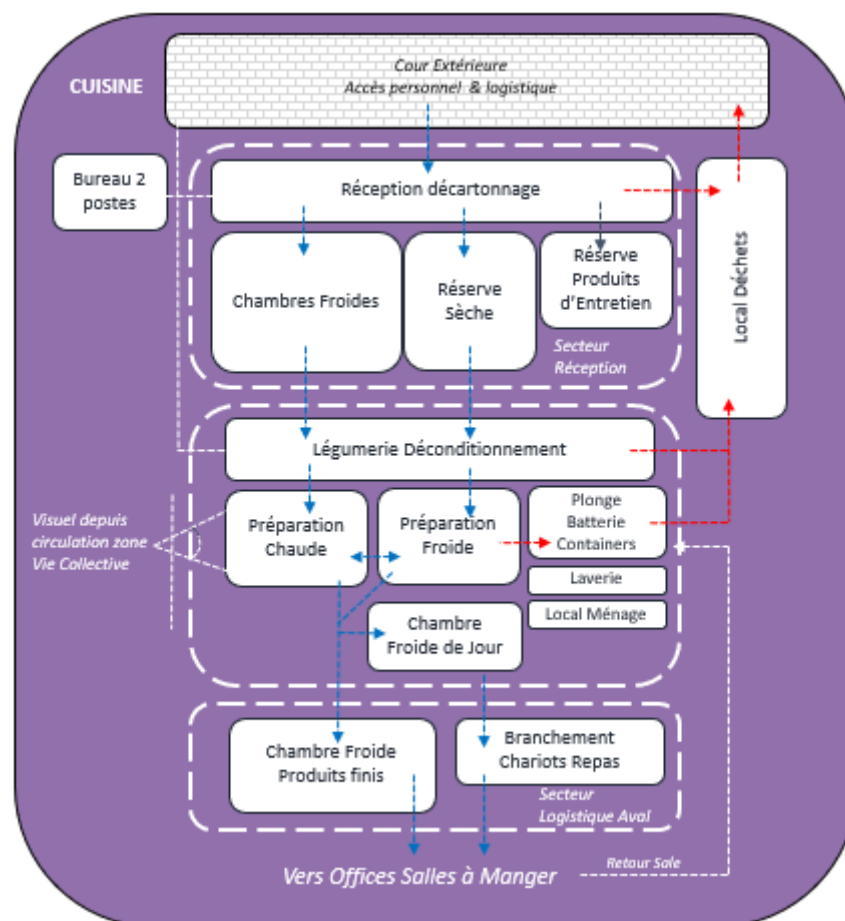 Cour Extérieure
Accès personnel & logistique
CUISINE
Bureau 2
postes
Réception décartonnage
Chambres Froides
Réserve
Sèche
Réserve
Produits
d'Entretien
Secteur
Réception
Local Déchets
Légumerie Déconditionnement
Visuel depuis
circulation zone
Vie Collective
Préparation
Chaude
Préparation
Froide
Plonge
Batterie
Containers
Laverie
Local Ménage
Chambre
Froide de Jour
Chambre Froide
Produits finis
Branchement
Chariots Repas
Secteur
Logistique Aval
Vers Offices Salles à Manger
Retour Sale